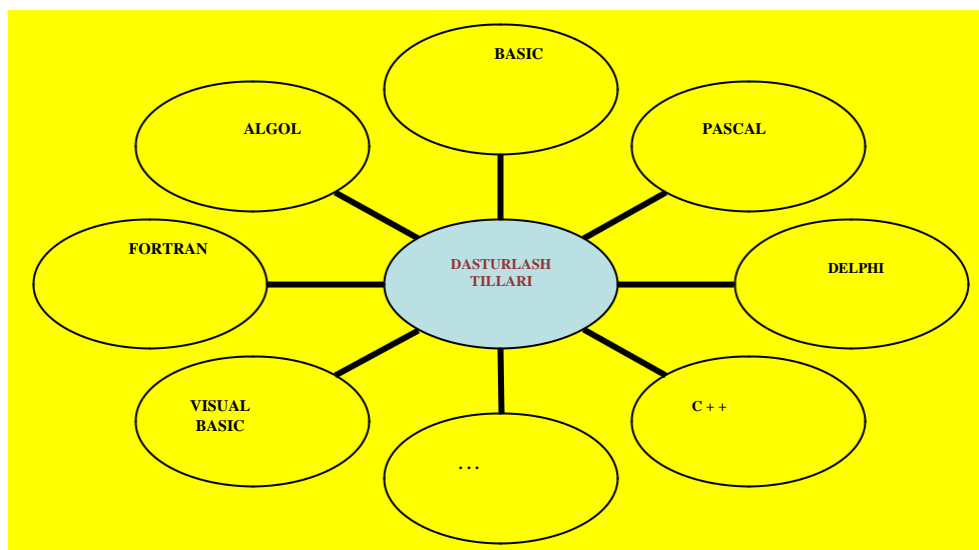 BASIC
ALGOL
PASCAL
FORTRAN
DASTURLASH
TILLARI
DELPHI
VISUAL
BASIC
C + +
. . .